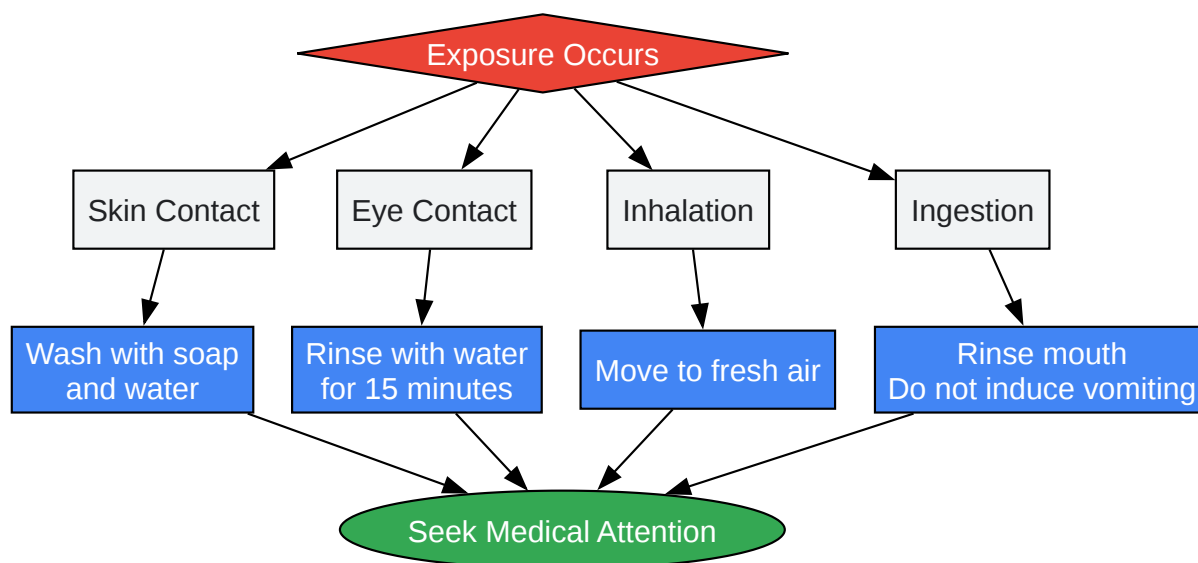 Exposure Occurs
Skin Contact
Eye Contact
Inhalation
Ingestion
Wash with soap
and water
Rinse with water
for 15 minutes
Move to fresh air
Rinse mouth
Do not induce vomiting
Seek Medical Attention